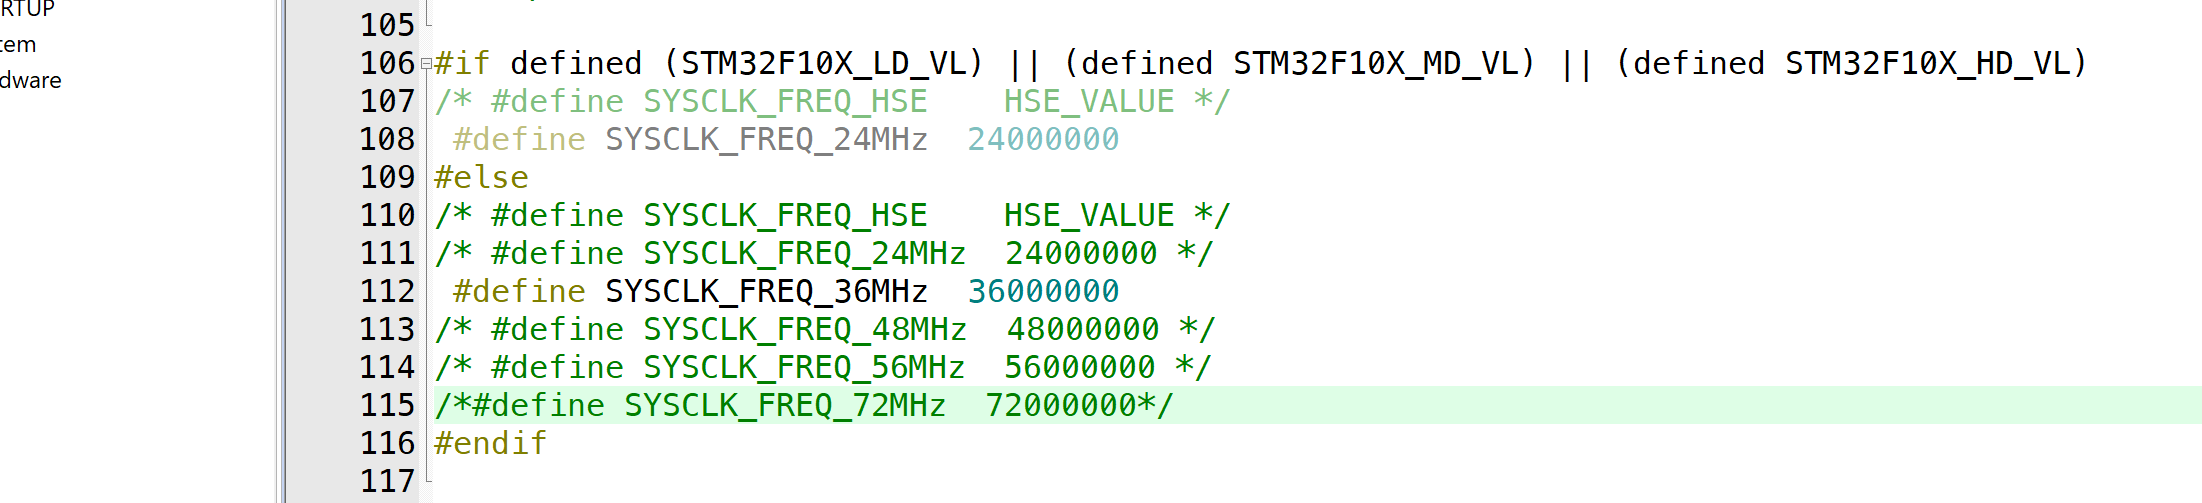 RTUP
tem
dware
105
106 #if defined (STM32F10X_LD_VL) || (defined STM32F10X_MD_VL) || (defined STM32F10X_HD_VL)
107 /* #define SYSCLK_FREQ_HSE    HSE_VALUE */
108  #define SYSCLK_FREQ_24MHz  24000000
109 #else
110 /* #define SYSCLK_FREQ_HSE    HSE_VALUE */
111 /* #define SYSCLK_FREQ_24MHz  24000000 */
112  #define SYSCLK_FREQ_36MHz  36000000
113 /* #define SYSCLK_FREQ_48MHz  48000000 */
114 /* #define SYSCLK_FREQ_56MHz  56000000 */
115 /*#define SYSCLK_FREQ_72MHz  72000000*/
116 #endif
117